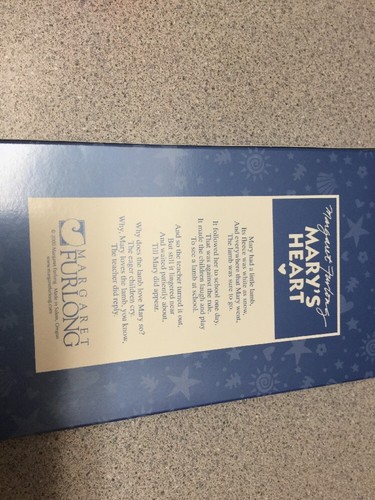 Margaret Furlong
MARY'S
HEART
Mary had a little lamb,
Its fleece was white as snow,
And everywhere that Mary went,
The lamb was sure to go.
It followed her to school one day,
That was against the rule.
It made the children laugh and play
To see a lamb at school.
And so the teacher turned it out,
But still it lingered near
And waited patiently about,
Till Mary did appear.
Why does the lamb love Mary so?
The eager children cry.
Why, Mary loves the lamb, you know,
The teacher did reply.
MARGARET
FURLONG